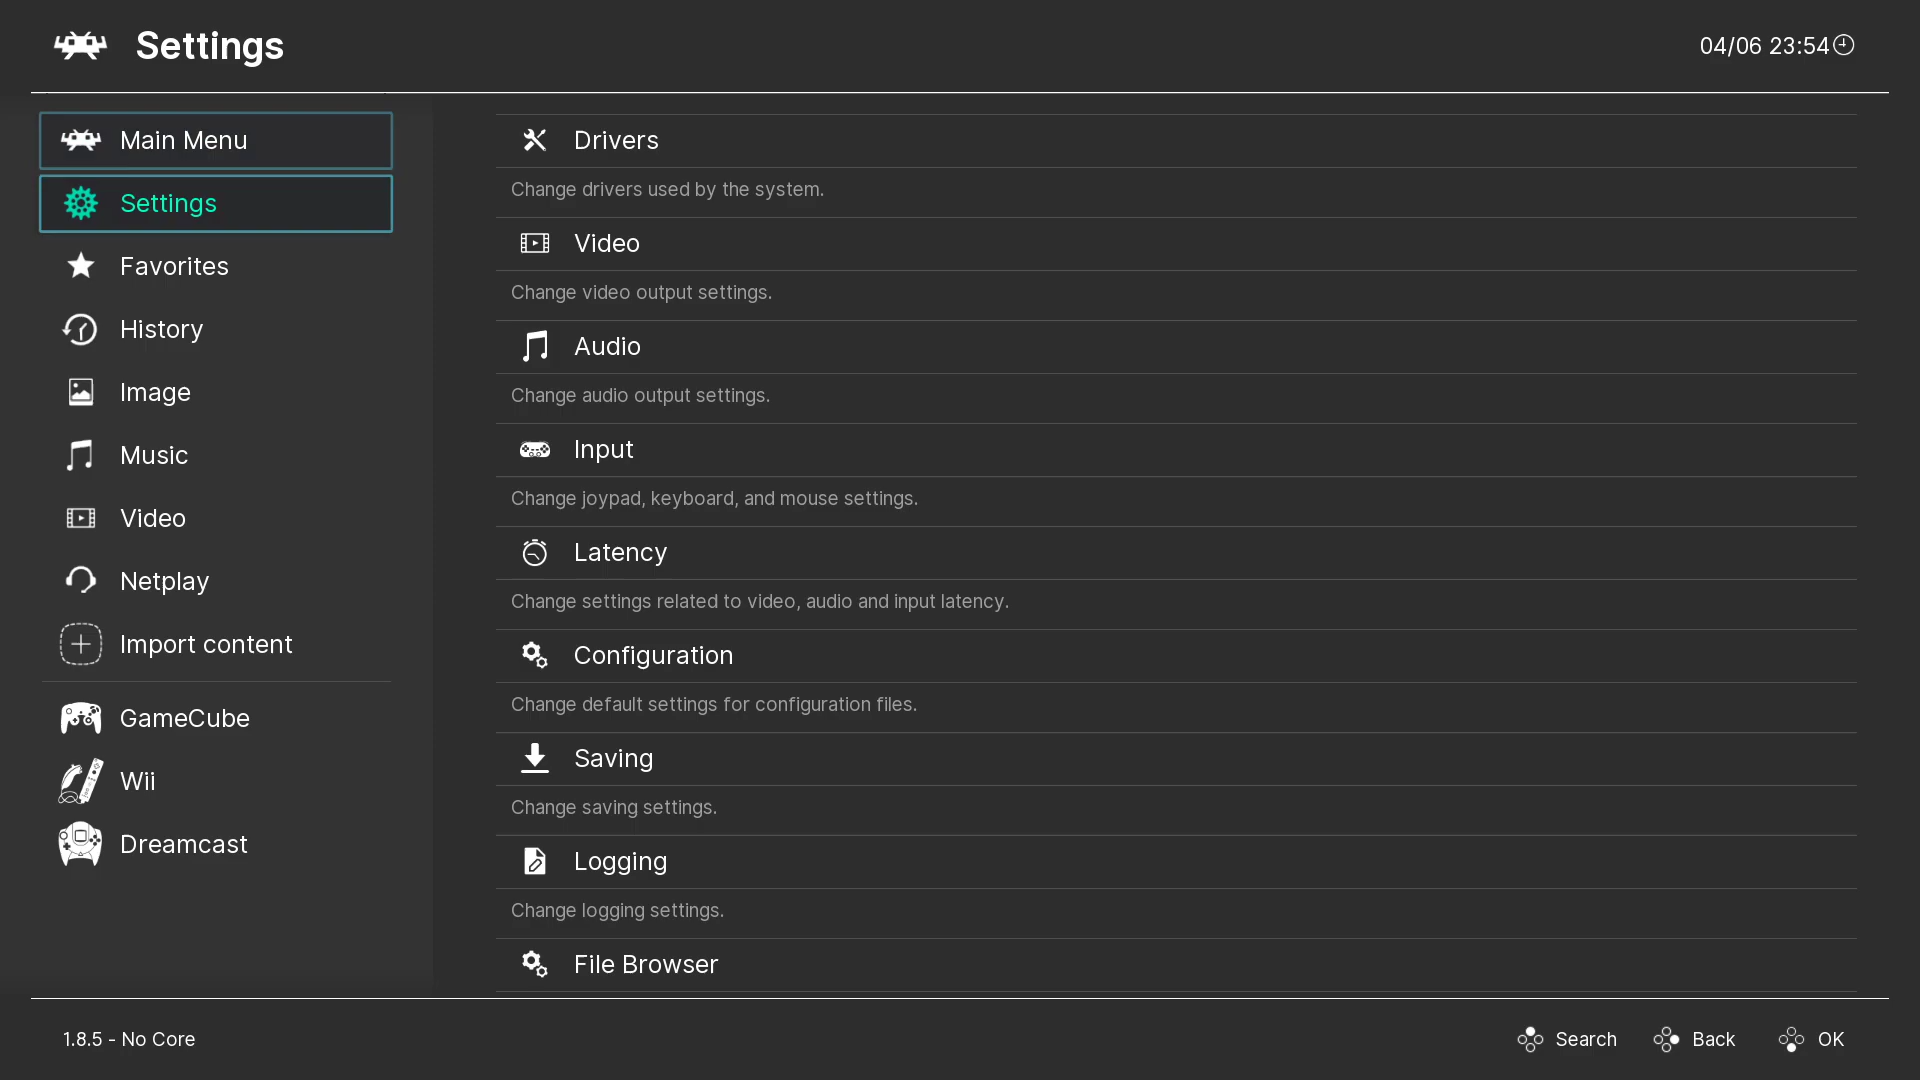 Settings
04/06 23:54
Main Menu
Settings
Favorites
History
Image
Music
Video
Netplay
Import content
GameCube
Wii
Dreamcast
Drivers
Change drivers used by the system.
Video
Change video output settings.
Audio
Change audio output settings.
Input
Change joypad, keyboard, and mouse settings.
Latency
Change settings related to video, audio and input latency.
Configuration
Change default settings for configuration files.
Saving
Change saving settings.
Logging
Change logging settings.
File Browser
1.8.5 - No Core
Search
Back
OK